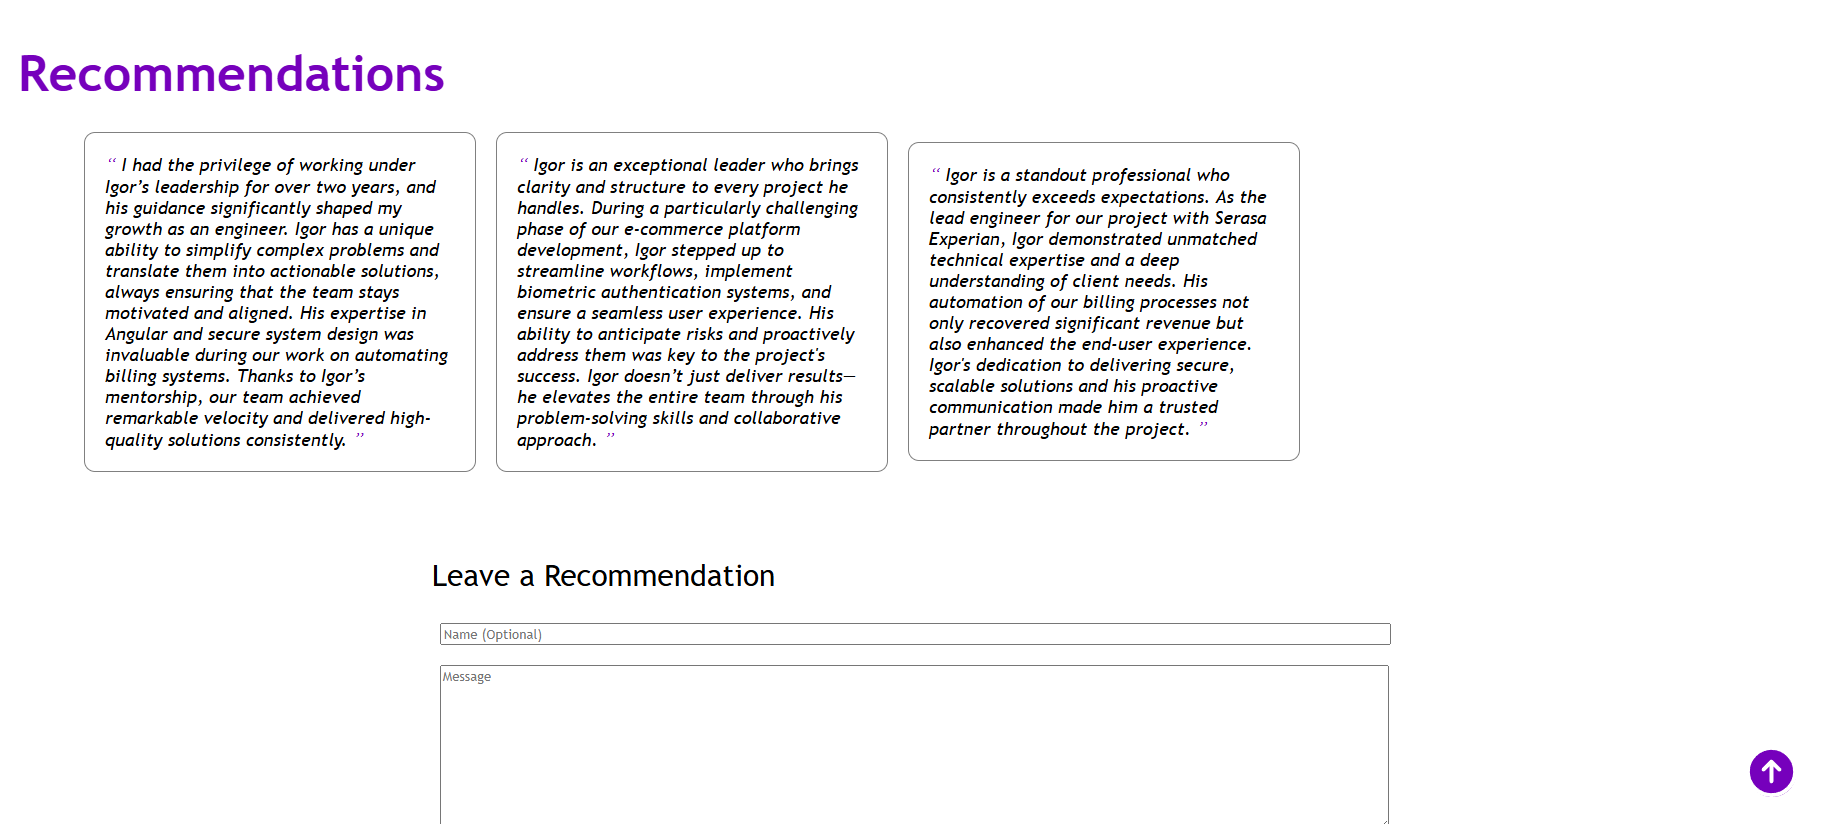 Recommendations
“ I had the privilege of working under
Igor’s leadership for over two years, and
his guidance significantly shaped my
growth as an engineer. Igor has a unique
ability to simplify complex problems and
translate them into actionable solutions,
always ensuring that the team stays
motivated and aligned. His expertise in
Angular and secure system design was
invaluable during our work on automating
billing systems. Thanks to Igor’s
mentorship, our team achieved
remarkable velocity and delivered high-
quality solutions consistently. ”
“ Igor is an exceptional leader who brings
clarity and structure to every project he
handles. During a particularly challenging
phase of our e-commerce platform
development, Igor stepped up to
streamline workflows, implement
biometric authentication systems, and
ensure a seamless user experience. His
ability to anticipate risks and proactively
address them was key to the project's
success. Igor doesn’t just deliver results—
he elevates the entire team through his
problem-solving skills and collaborative
approach. ”
“ Igor is a standout professional who
consistently exceeds expectations. As the
lead engineer for our project with Serasa
Experian, Igor demonstrated unmatched
technical expertise and a deep
understanding of client needs. His
automation of our billing processes not
only recovered significant revenue but
also enhanced the end-user experience.
Igor's dedication to delivering secure,
scalable solutions and his proactive
communication made him a trusted
partner throughout the project. ”
Leave a Recommendation
Name (Optional)
Message